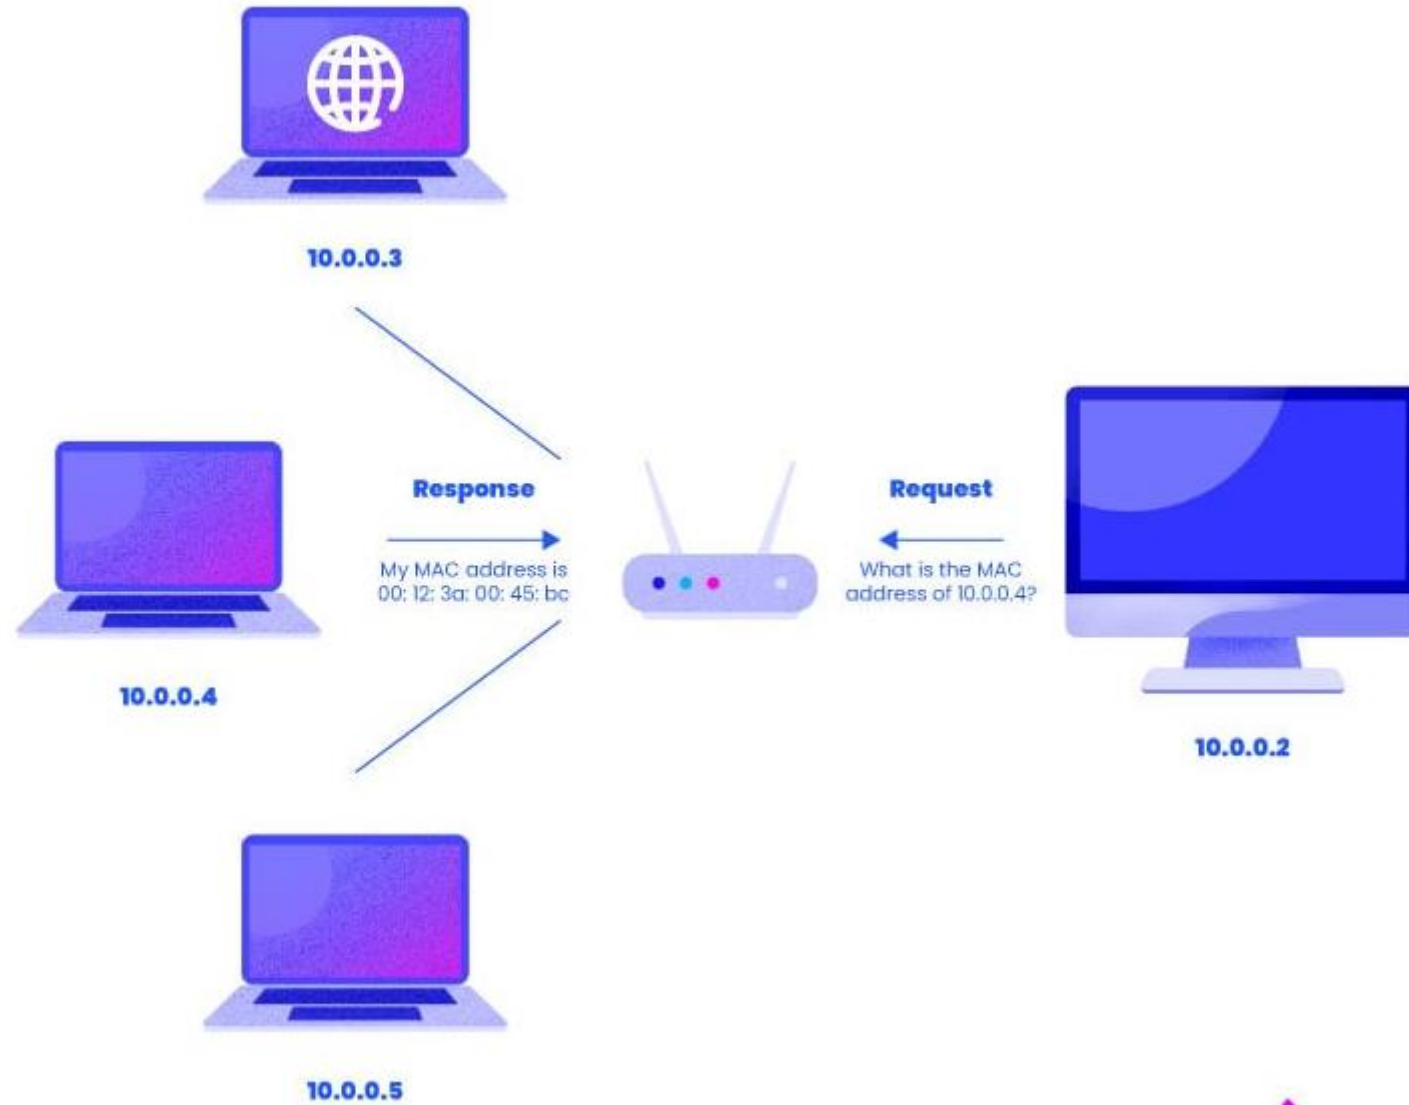 10.0.0.3
Response
My MAC address is
00: 12: 3a: 00: 45: bc
Request
What is the MAC
address of 10.0.0.4?
10.0.0.4
10.0.0.2
10.0.0.5